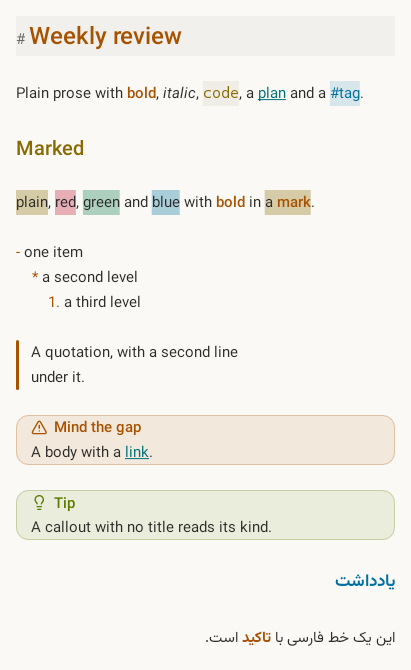 # Weekly review
Plain prose with bold, italic, code, a plan and a #tag.
Marked
plain, red, green and blue with bold in a mark.
- one item
* a second level
1. a third level
A quotation, with a second line
under it.
Mind the gap
A body with a link.
Tip
A callout with no title reads its kind.
یادداشت
این یک خط فارسی با تاکید است.